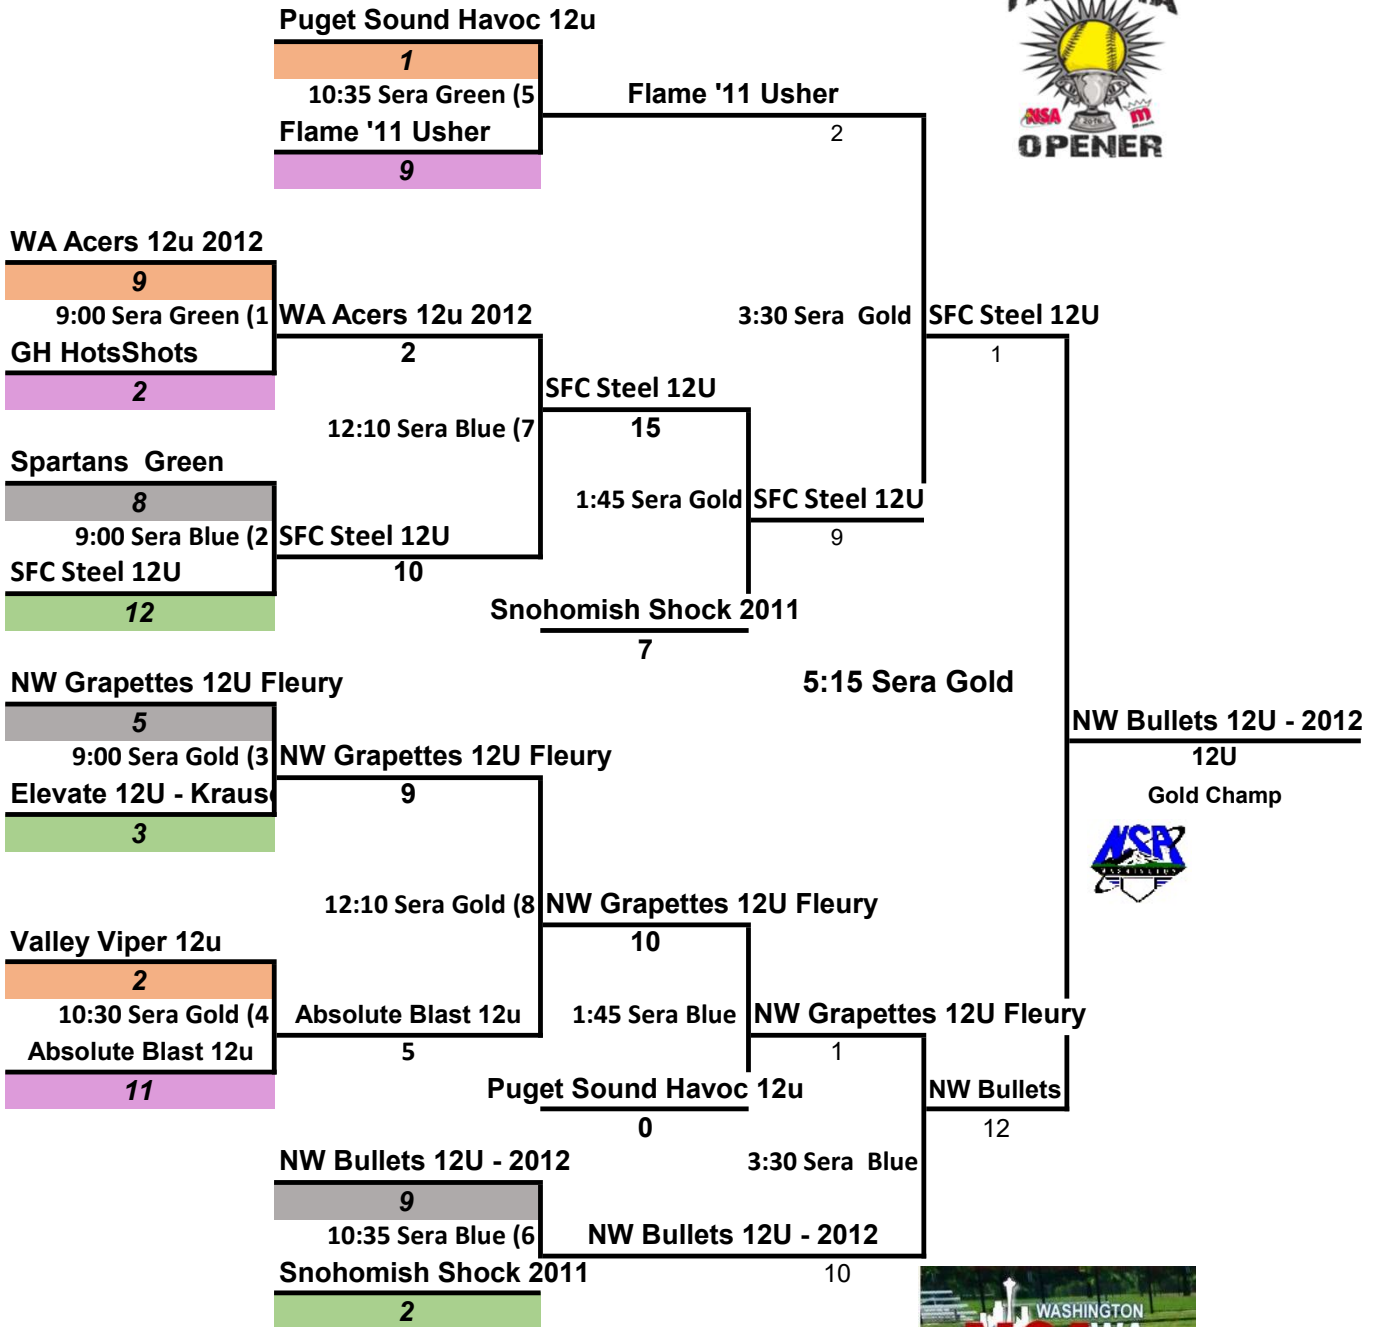 Puget Sound Havoc 12u
1
10:35 Sera Green (5
Flame '11 Usher
9
Flame '11 Usher
2
NSA
2016
OPENER
WA Acers 12u 2012
9
9:00 Sera Green (1
GH HotsShots
2
WA Acers 12u 2012
2
3:30 Sera Gold
SFC Steel 12U
1
SFC Steel 12U
15
12:10 Sera Blue (7
Spartans Green
8
9:00 Sera Blue (2
SFC Steel 12U
12
SFC Steel 12U
10
1:45 Sera Gold
SFC Steel 12U
9
Snohomish Shock 2011
7
5:15 Sera Gold
NW Grapettes 12U Fleury
5
9:00 Sera Gold (3
Elevate 12U - Kraus
3
NW Grapettes 12U Fleury
9
NW Bullets 12U - 2012
12U
Gold Champ
NSA
WASHINGTON
12:10 Sera Gold (8
NW Grapettes 12U Fleury
10
Valley Viper 12u
2
10:30 Sera Gold (4
Absolute Blast 12u
11
Absolute Blast 12u
5
1:45 Sera Blue
NW Grapettes 12U Fleury
1
Puget Sound Havoc 12u
0
NW Bullets
12
NW Bullets 12U - 2012
9
10:35 Sera Blue (6
Snohomish Shock 2011
2
3:30 Sera Blue
NW Bullets 12U - 2012
10
WASHINGTON